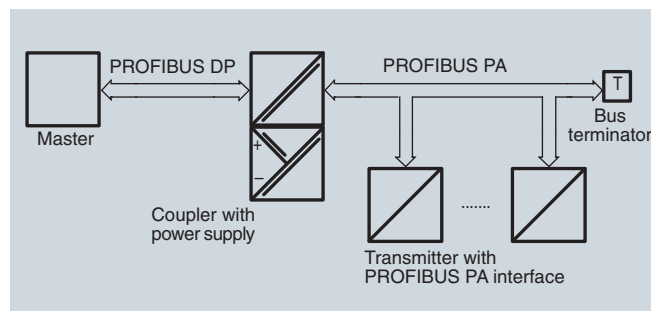 PROFIBUS DP
PROFIBUS PA
T
Master
Bus
terminator
+
–
Coupler with
power supply
.......
Transmitter with
PROFIBUS PA interface